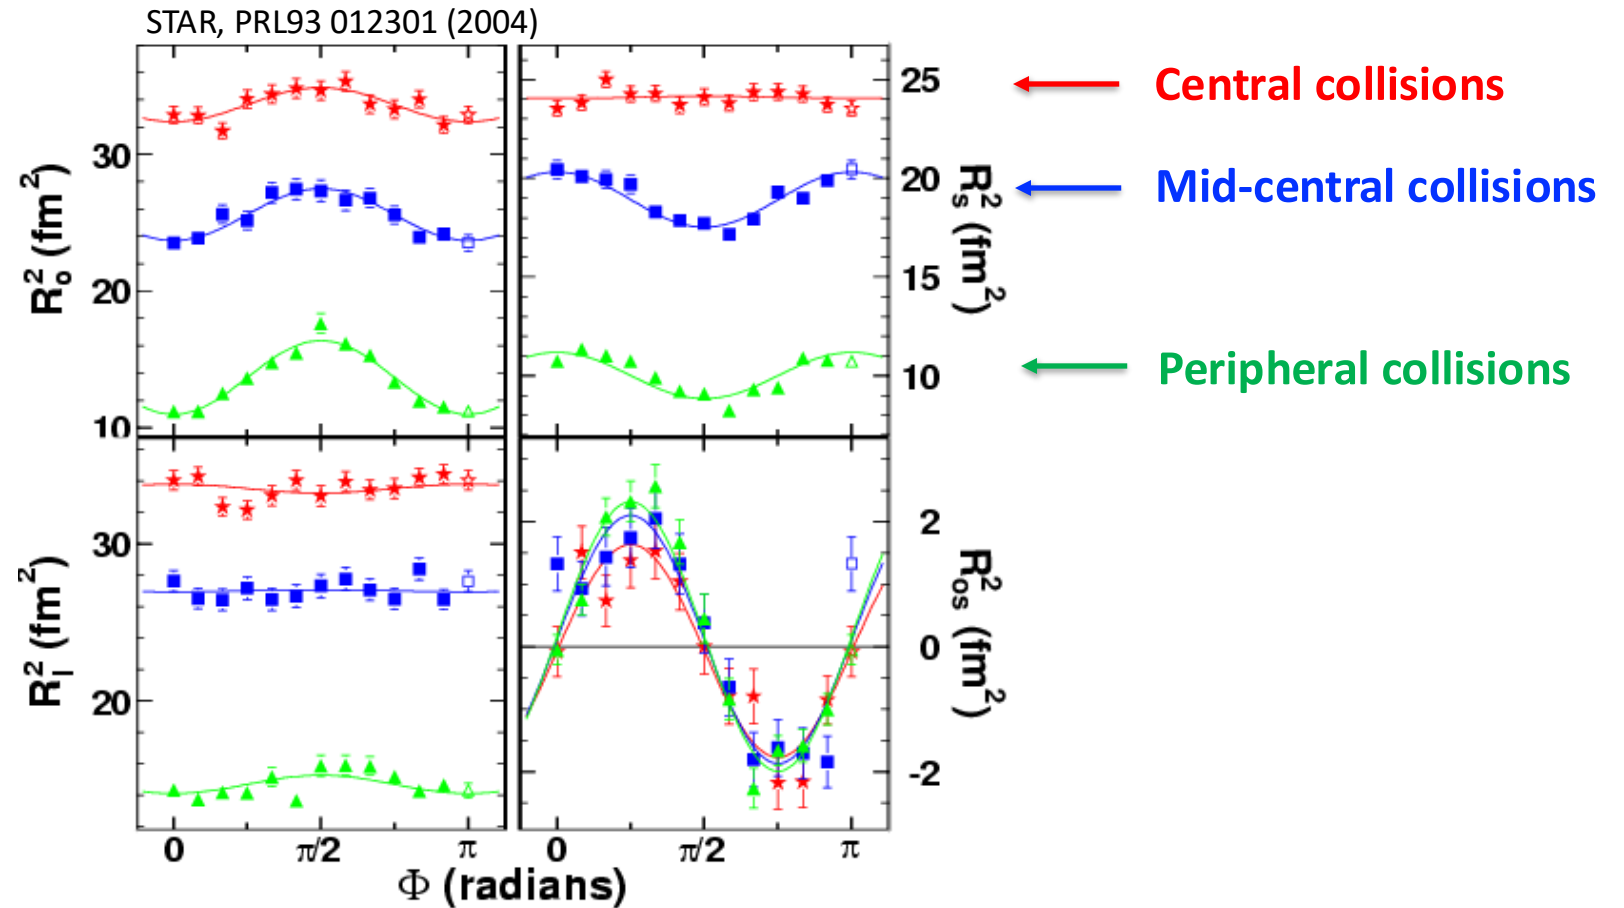 STAR, PRL93 012301 (2004)
R_o^2 (fm^2)
30
20
10
25
20
15
10
R_s^2 (fm^2)
Central collisions
Mid-central collisions
Peripheral collisions
R_l^2 (fm^2)
30
20
2
0
-2
R_os^2 (fm^2)
0 π/2 π
0 π/2 π
Φ (radians)